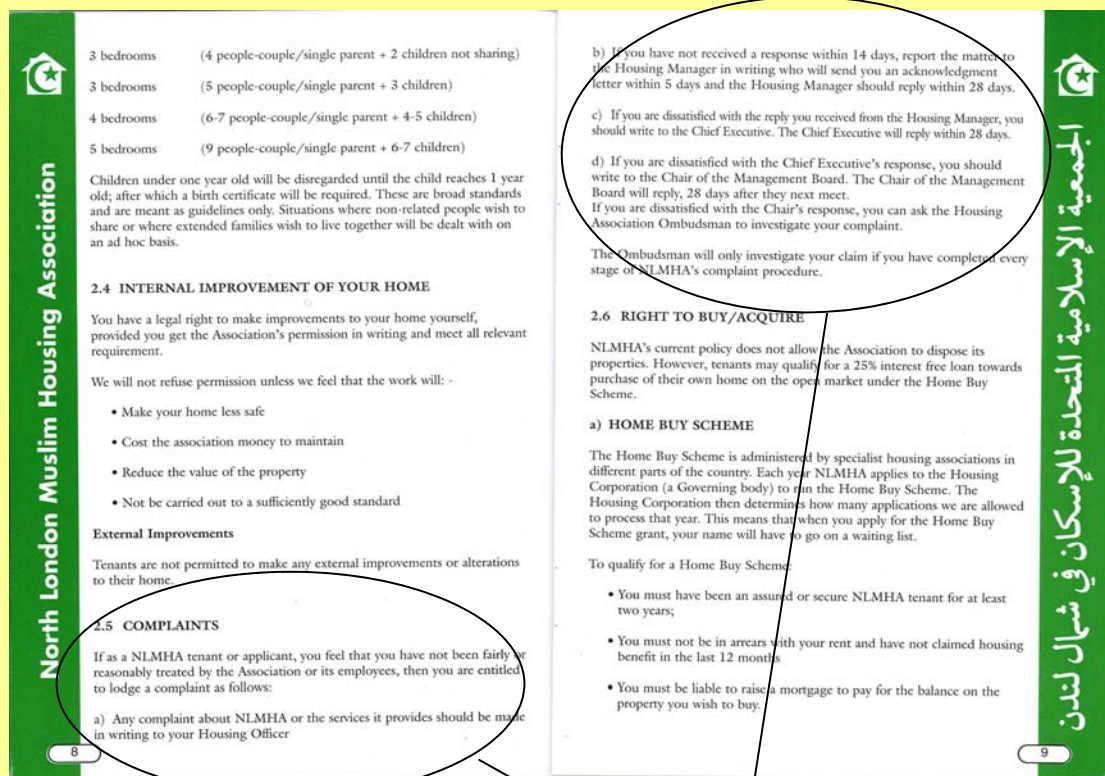 North London Muslim Housing Association
3 bedrooms (4 people-couple/single parent + 2 children not sharing)
3 bedrooms (5 people-couple/single parent + 3 children)
4 bedrooms (6-7 people-couple/single parent + 4-5 children)
5 bedrooms (9 people-couple/single parent + 6-7 children)
Children under one year old will be disregarded until the child reaches 1 year
old; after which a birth certificate will be required. These are broad standards
and are meant as guidelines only. Situations where non-related people wish to
share or where extended families wish to live together will be dealt with on
an ad hoc basis.
2.4 INTERNAL IMPROVEMENT OF YOUR HOME
You have a legal right to make improvements to your home yourself,
provided you get the Association's permission in writing and meet all relevant
requirement.
We will not refuse permission unless we feel that the work will: -
• Make your home less safe
• Cost the association money to maintain
• Reduce the value of the property
• Not be carried out to a sufficiently good standard
External Improvements
Tenants are not permitted to make any external improvements or alterations
to their home.
2.5 COMPLAINTS
If as a NLMHA tenant or applicant, you feel that you have not been fairly or
reasonably treated by the Association or its employees, then you are entitled
to lodge a complaint as follows:
a) Any complaint about NLMHA or the services it provides should be made
in writing to your Housing Officer
8
b) If you have not received a response within 14 days, report the matter to
the Housing Manager in writing who will send you an acknowledgment
letter within 5 days and the Housing Manager should reply within 28 days.
c) If you are dissatisfied with the reply you received from the Housing Manager, you
should write to the Chief Executive. The Chief Executive will reply within 28 days.
d) If you are dissatisfied with the Chief Executive's response, you should
write to the Chair of the Management Board. The Chair of the Management
Board will reply, 28 days after they next meet.
If you are dissatisfied with the Chair's response, you can ask the Housing
Association Ombudsman to investigate your complaint.
The Ombudsman will only investigate your claim if you have completed every
stage of NLMHA's complaint procedure.
2.6 RIGHT TO BUY/ACQUIRE
NLMHA's current policy does not allow the Association to dispose its
properties. However, tenants may qualify for a 25% interest free loan towards
purchase of their own home on the open market under the Home Buy
Scheme.
a) HOME BUY SCHEME
The Home Buy Scheme is administered by specialist housing associations in
different parts of the country. Each year NLMHA applies to the Housing
Corporation (a Governing body) to run the Home Buy Scheme. The
Housing Corporation then determines how many applications we are allowed
to process that year. This means that when you apply for the Home Buy
Scheme grant, your name will have to go on a waiting list.
To qualify for a Home Buy Scheme:
• You must have been an assured or secure NLMHA tenant for at least
two years;
• You must not be in arrears with your rent and have not claimed housing
benefit in the last 12 months
• You must be liable to raise a mortgage to pay for the balance on the
property you wish to buy.
9
الجمعية الإسلامية المتحدة للإسكان في شمال لندن